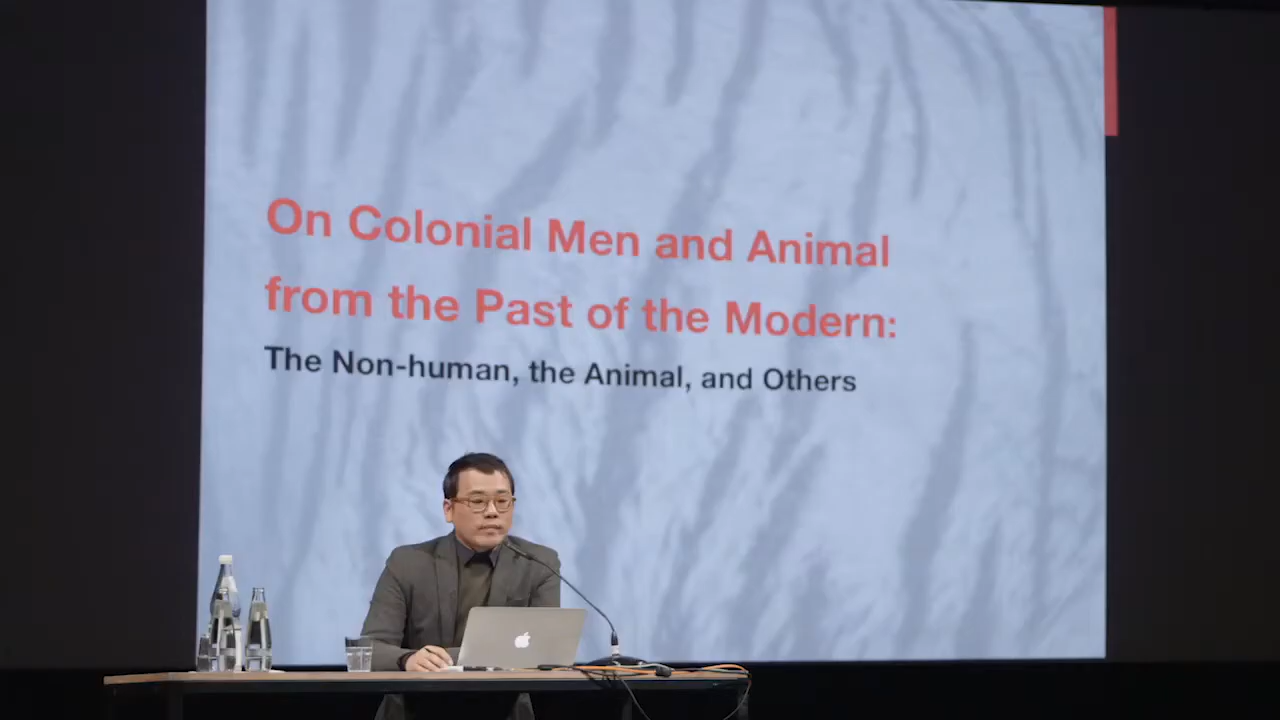 On Colonial Men and Animal
from the Past of the Modern:
The Non-human, the Animal, and Others